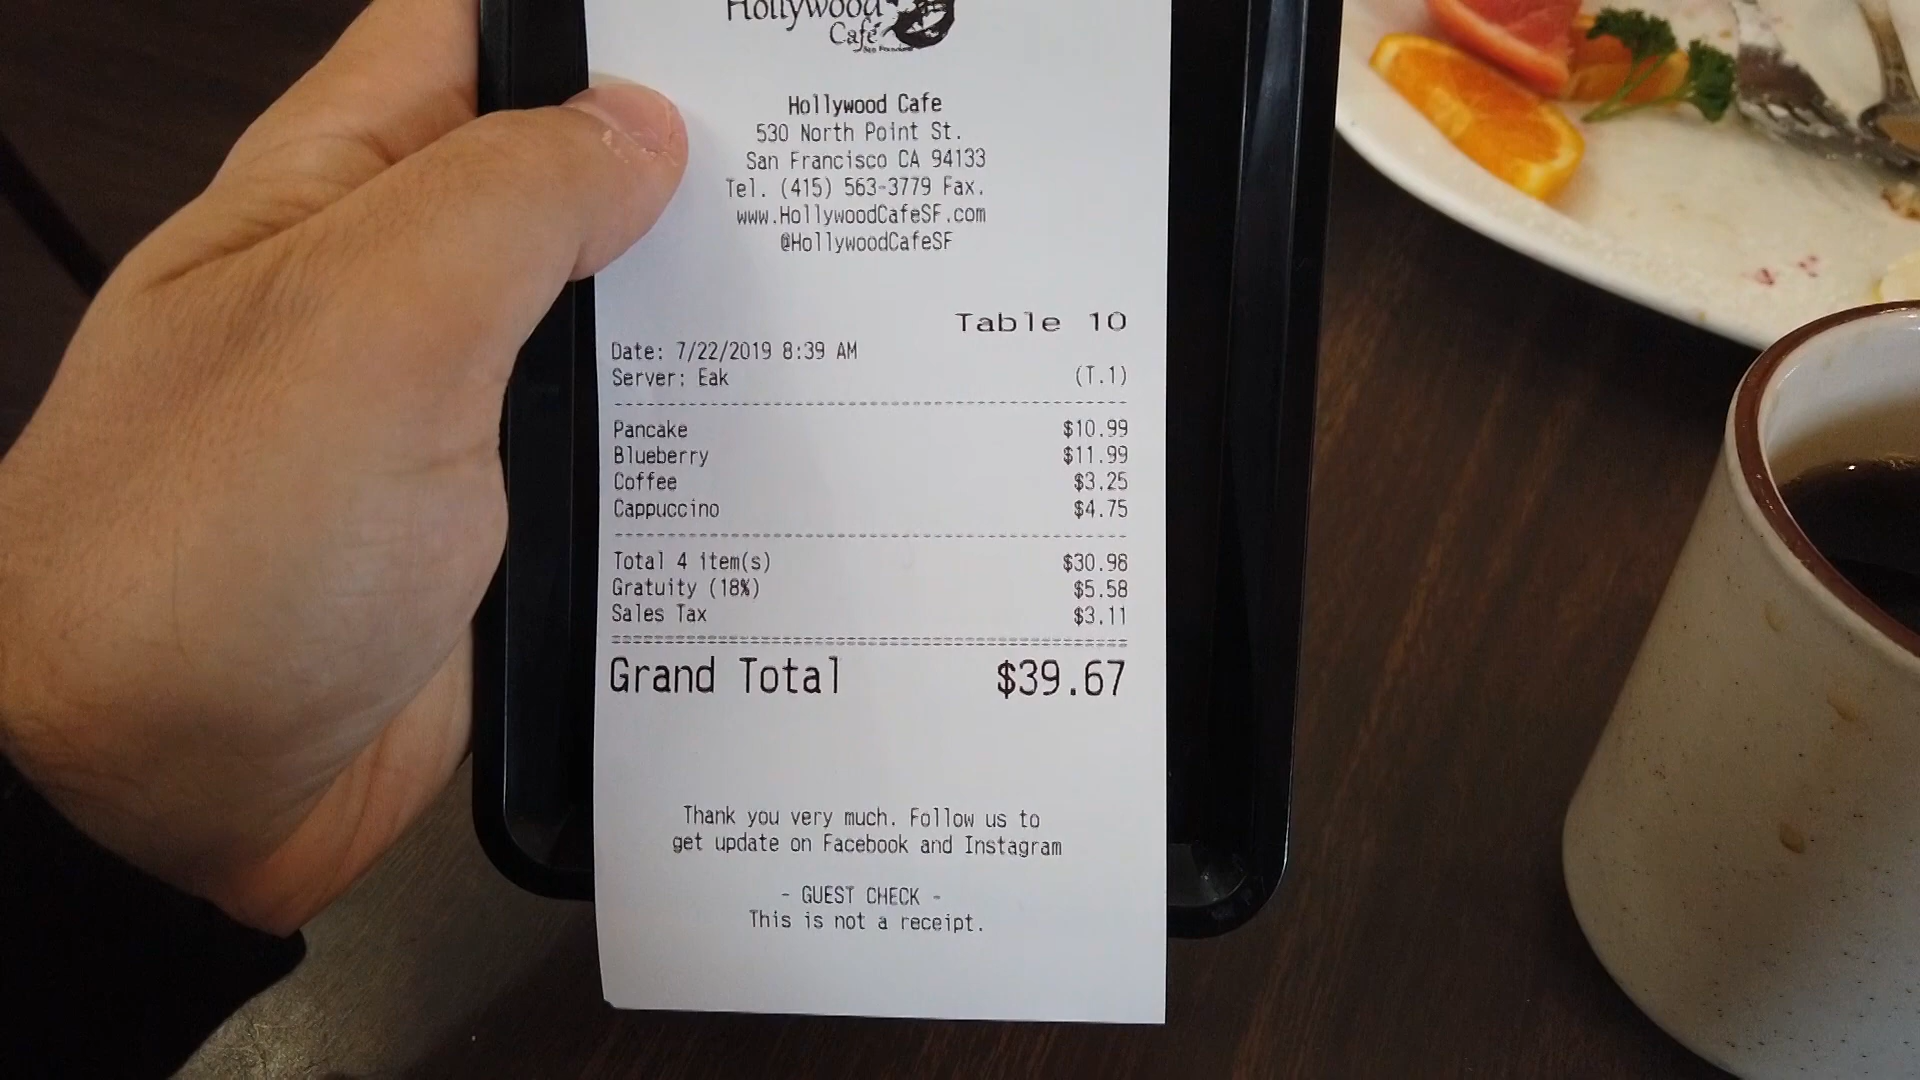 Hollywood
Café
San Francisco
Hollywood Cafe
530 North Point St.
San Francisco CA 94133
Tel. (415) 563-3779 Fax.
www.HollywoodCafeSF.com
@HollywoodCafeSF
Table 10
Date: 7/22/2019 8:39 AM
Server: Eak (T.1)
Pancake $10.99
Blueberry $11.99
Coffee $3.25
Cappuccino $4.75
Total 4 item(s) $30.98
Gratuity (18%) $5.58
Sales Tax $3.11
Grand Total $39.67
Thank you very much. Follow us to
get update on Facebook and Instagram
- GUEST CHECK -
This is not a receipt.